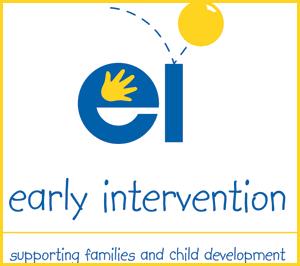 ei
early intervention
supporting families and child development